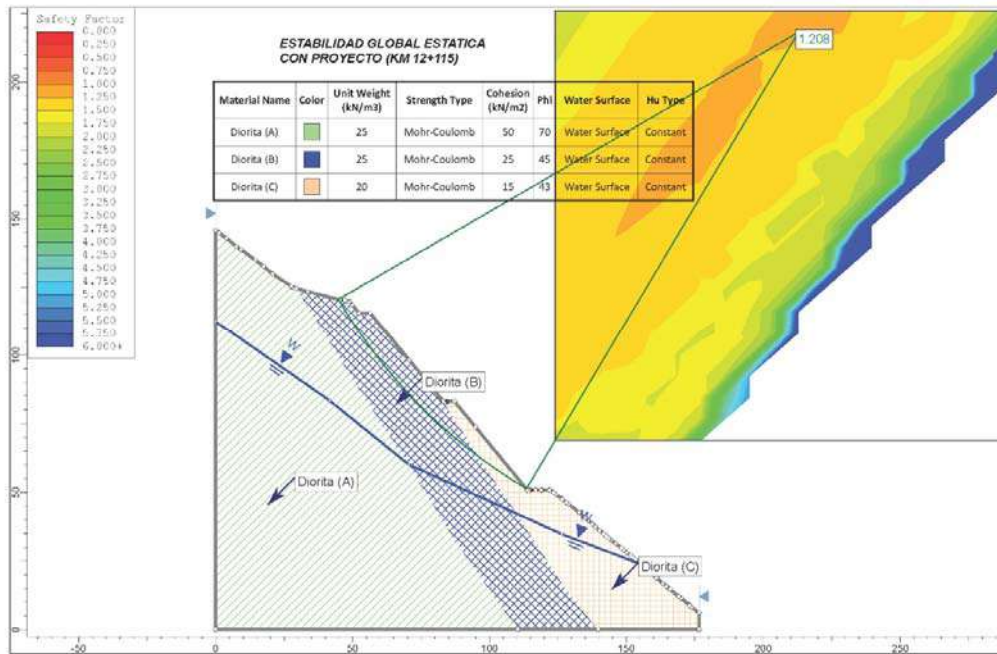 Safety Factor
0.000
0.250
0.500
0.750
1.000
1.250
1.500
1.750
2.000
2.250
2.500
2.750
3.000
3.250
3.500
3.750
4.000
4.250
4.500
4.750
5.000
5.250
5.500
5.750
6.000+
ESTABILIDAD GLOBAL ESTATICA
CON PROYECTO (KM 12+115)
Material Name Color Unit Weight (kN/m3) Strength Type Cohesion (kN/m2) Phi Water Surface Hu Type
Diorita (A) 25 Mohr-Coulomb 50 70 Water Surface Constant
Diorita (B) 25 Mohr-Coulomb 25 45 Water Surface Constant
Diorita (C) 20 Mohr-Coulomb 15 43 Water Surface Constant
1.208
W
Diorita (B)
Diorita (A)
W
Diorita (C)
200
150
100
50
0
-50 0 50 100 150 200 250